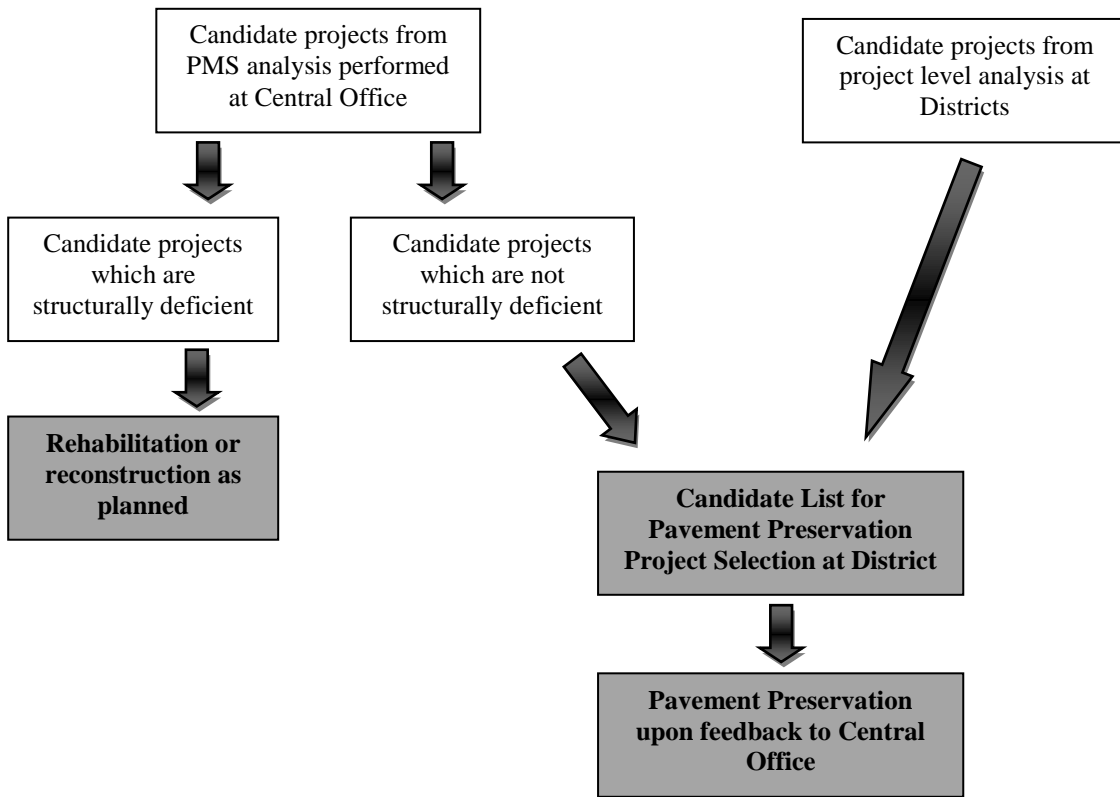 Candidate projects from
PMS analysis performed
at Central Office
Candidate projects from
project level analysis at
Districts
Candidate projects
which are
structurally deficient
Candidate projects
which are not
structurally deficient
Rehabilitation or
reconstruction as
planned
Candidate List for
Pavement Preservation
Project Selection at District
Pavement Preservation
upon feedback to Central
Office